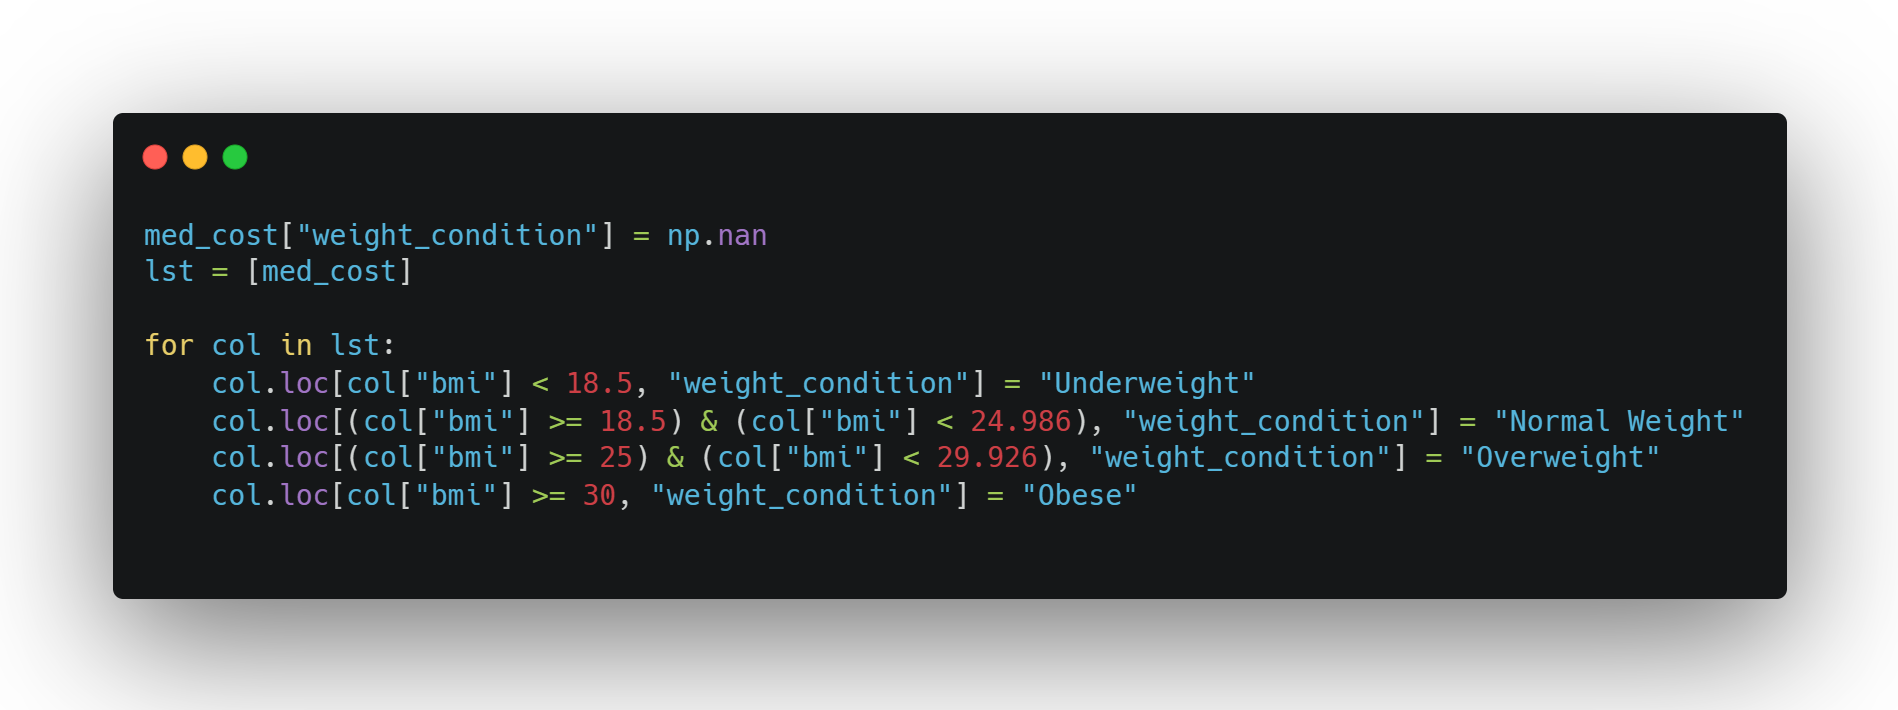 med_cost["weight_condition"] = np.nan
lst = [med_cost]

for col in lst:
    col.loc[col["bmi"] < 18.5, "weight_condition"] = "Underweight"
    col.loc[(col["bmi"] >= 18.5) & (col["bmi"] < 24.986), "weight_condition"] = "Normal Weight"
    col.loc[(col["bmi"] >= 25) & (col["bmi"] < 29.926), "weight_condition"] = "Overweight"
    col.loc[col["bmi"] >= 30, "weight_condition"] = "Obese"